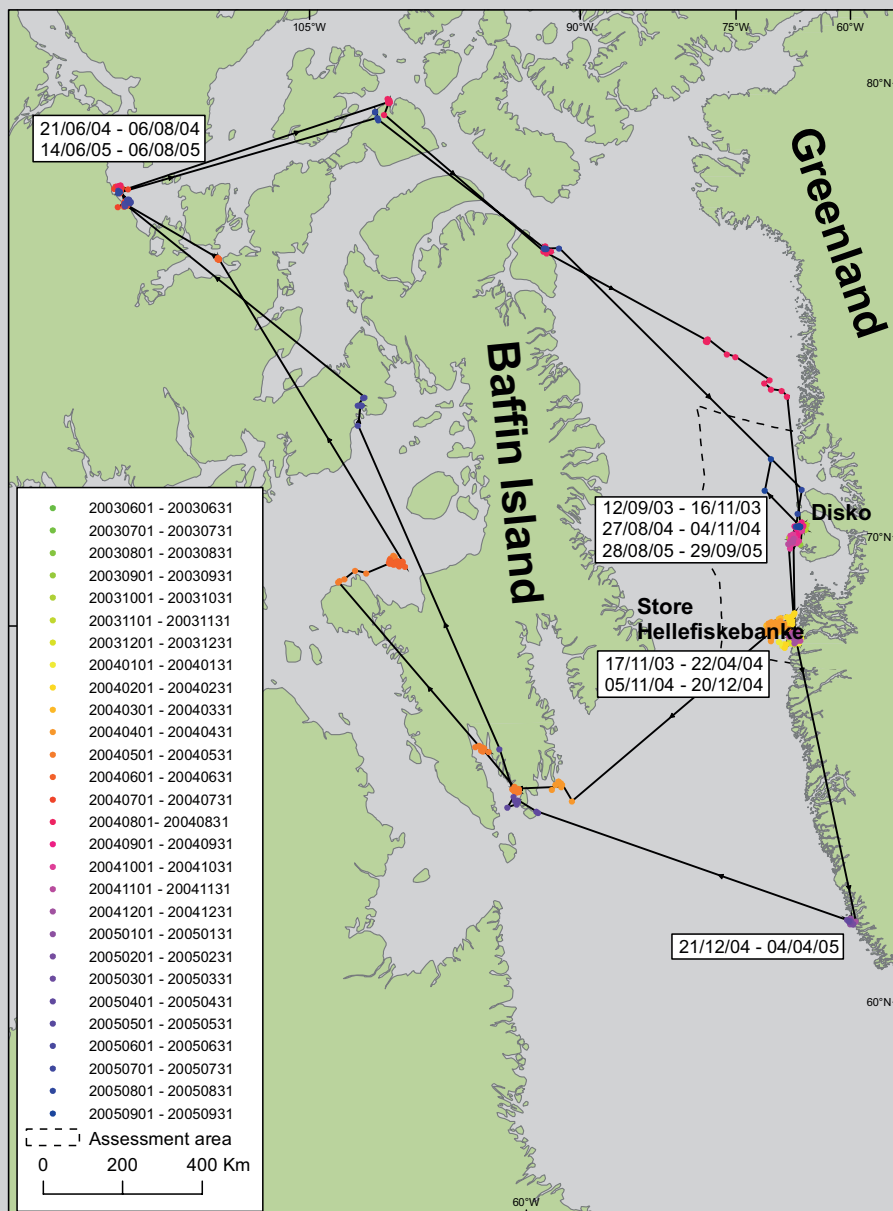 105°W
90°W
75°W
60°W
80°N
21/06/04 - 06/08/04
14/06/05 - 06/08/05
Greenland
Baffin Island
12/09/03 - 16/11/03
27/08/04 - 04/11/04
28/08/05 - 29/09/05
Disko
70°N
Store
Hellefiskebanke
17/11/03 - 22/04/04
05/11/04 - 20/12/04
21/12/04 - 04/04/05
60°N
20030601 - 20030631
20030701 - 20030731
20030801 - 20030831
20030901 - 20030931
20031001 - 20031031
20031101 - 20031131
20031201 - 20031231
20040101 - 20040131
20040201 - 20040231
20040301 - 20040331
20040401 - 20040431
20040501 - 20040531
20040601 - 20040631
20040701 - 20040731
20040801- 20040831
20040901 - 20040931
20041001 - 20041031
20041101 - 20041131
20041201 - 20041231
20050101 - 20050131
20050201 - 20050231
20050301 - 20050331
20050401 - 20050431
20050501 - 20050531
20050601 - 20050631
20050701 - 20050731
20050801 - 20050831
20050901 - 20050931
Assessment area
0 200 400 Km
60°W